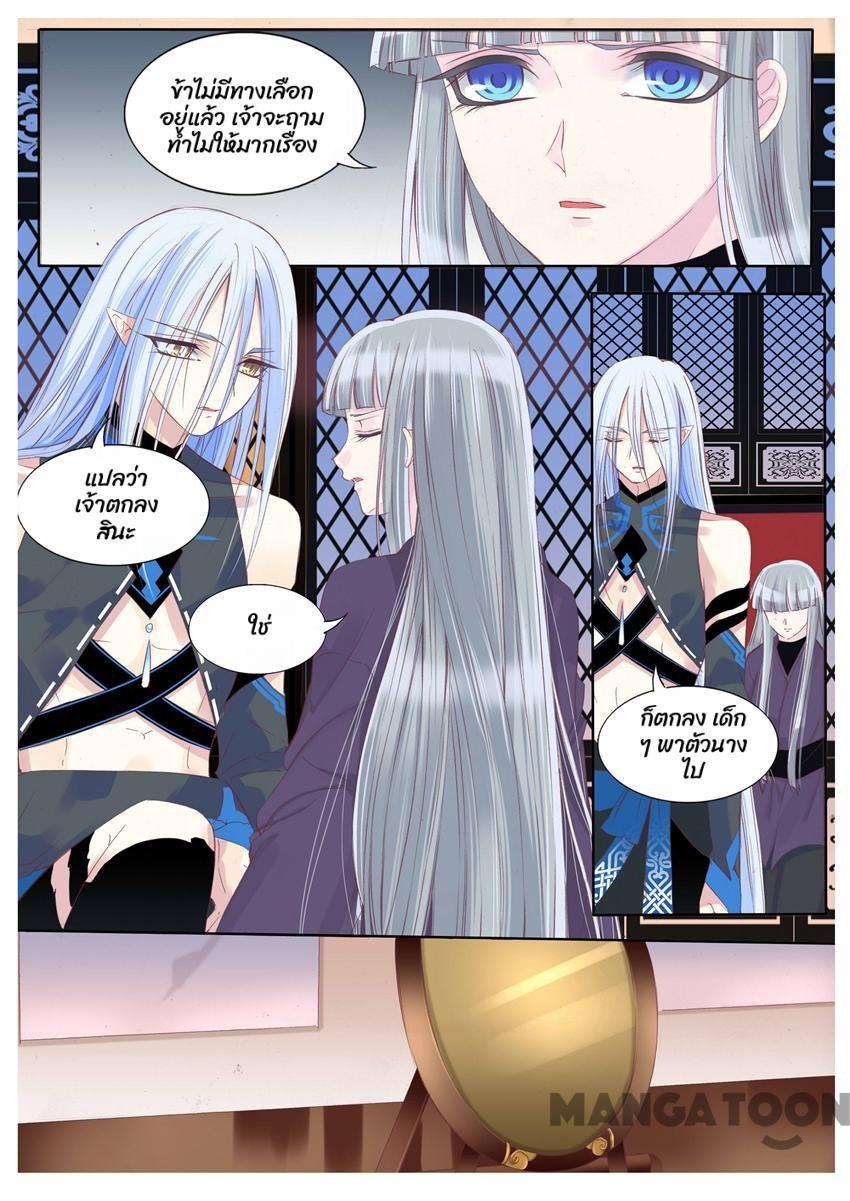 ข้าไม่มีทางเลือก
อยู่แล้ว เจ้าจะถาม
ทำไมให้มากเรื่อง
แปลว่า
เจ้าตกลง
สินะ
ใช่
ก็ตกลง เด็ก
ๆ พาตัวนาง
ไป
MANGATOON